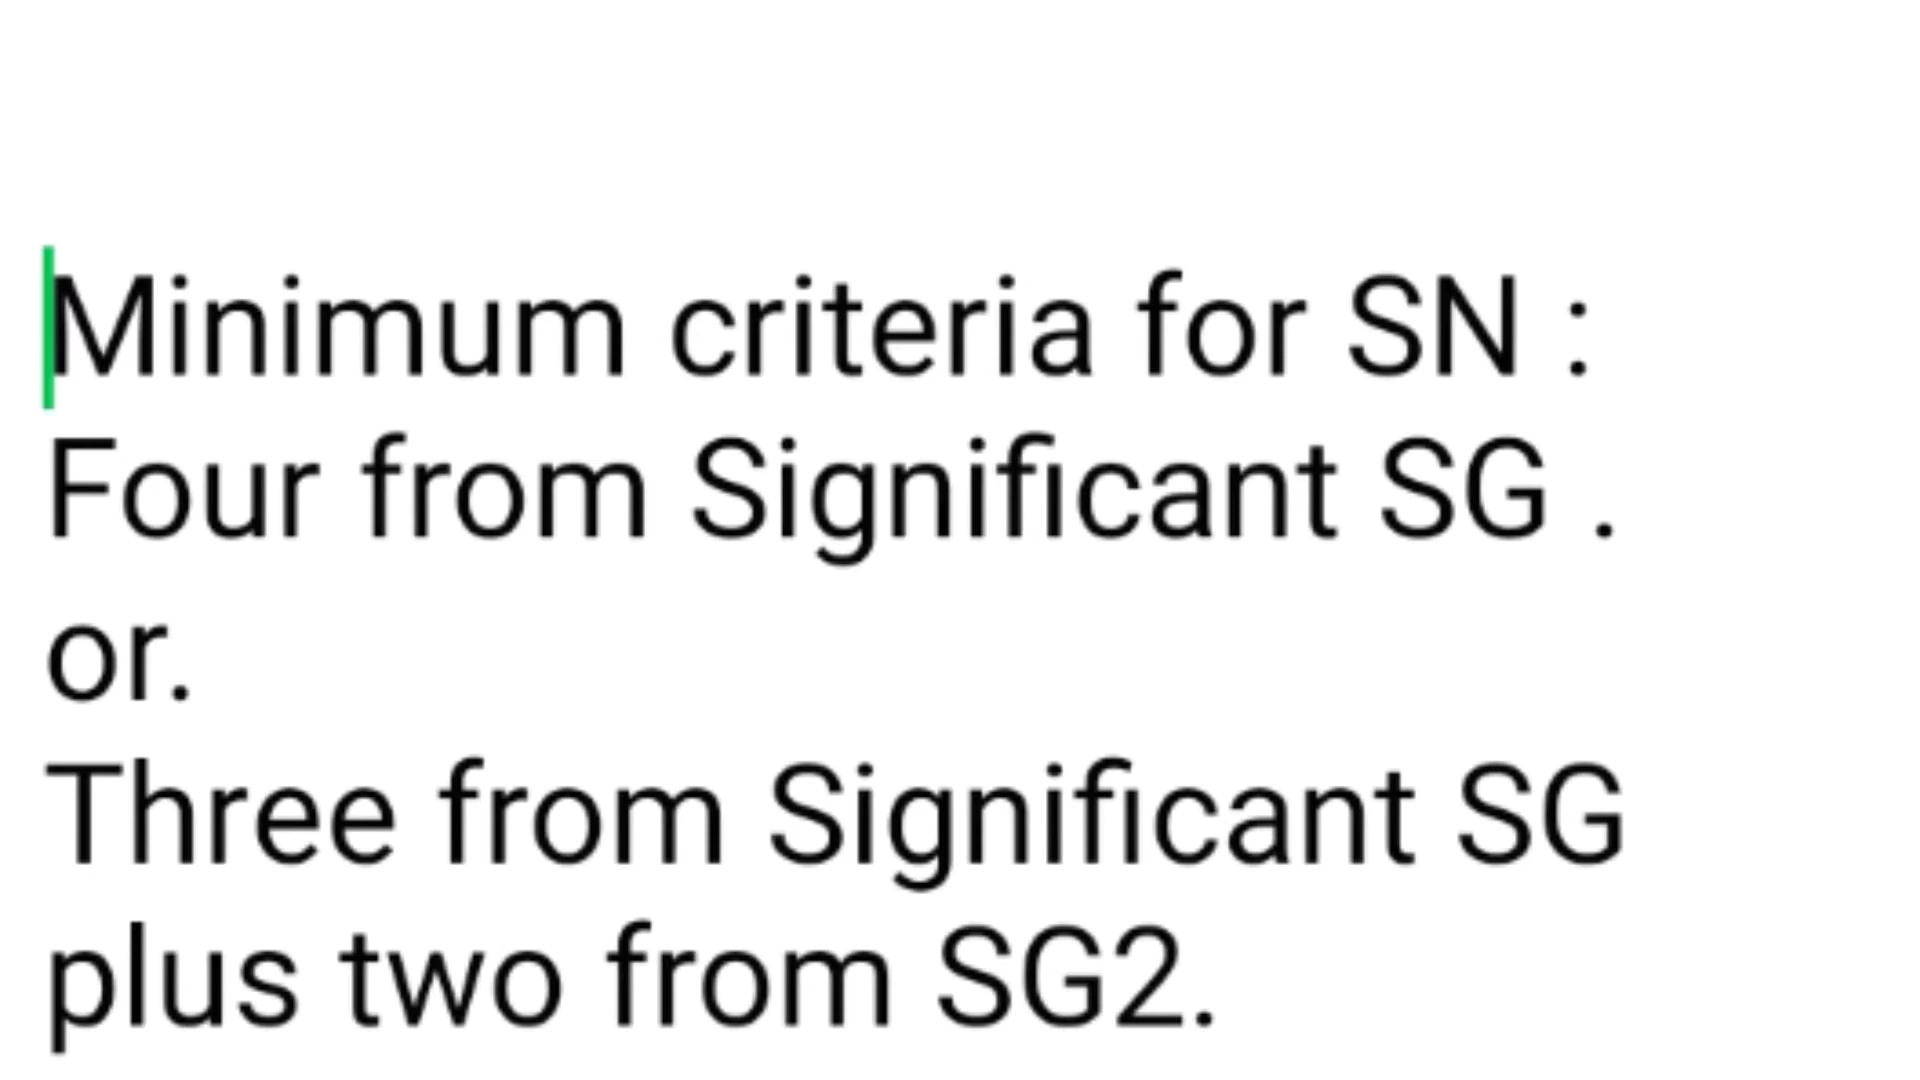 Minimum criteria for SN :
Four from Significant SG .
or.
Three from Significant SG
plus two from SG2.